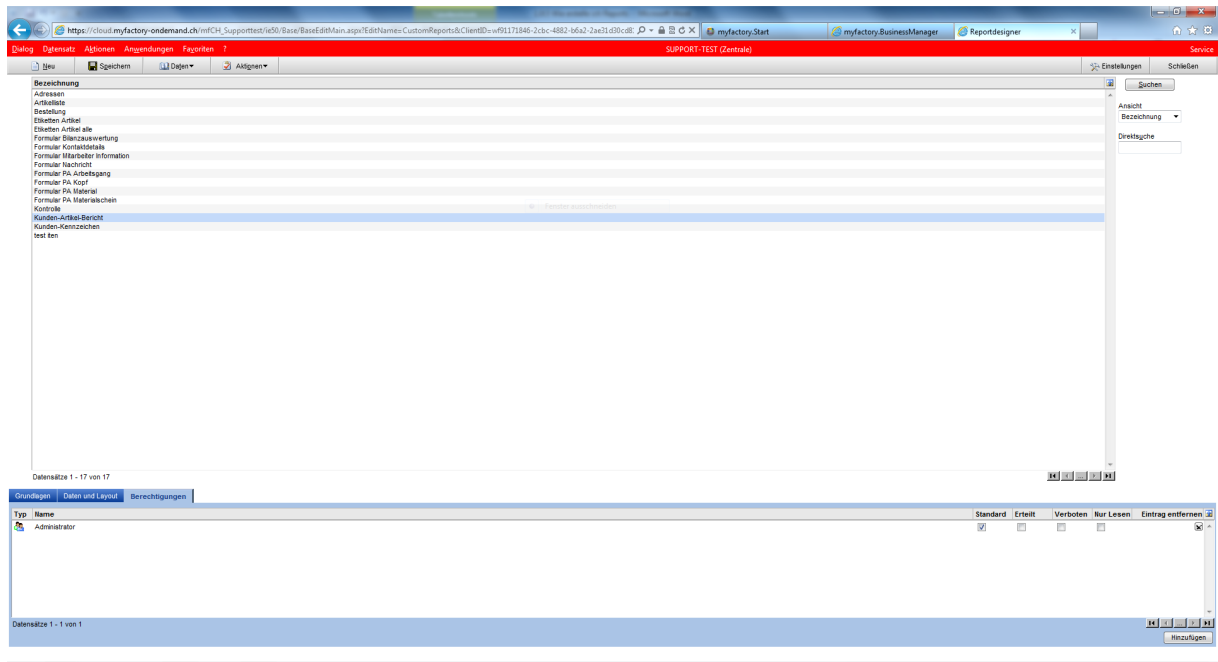 https://cloud.myfactory-ondemand.ch/mfCH_Supporttest/ie50/Base/BaseEditMain.aspx?EditName=CustomReports&ClientID=wf91171846-2cbc-4882-b6a2-2ae31d30cd8 myfactory.Start myfactory.BusinessManager Reportdesigner
Dialog Datensatz Aktionen Anwendungen Favoriten ? SUPPORT-TEST (Zentrale) Service
Neu Speichern Daten Aktionen Einstellungen Schließen
Bezeichnung Suchen
Adressen
Artikelliste Ansicht
Bestellung Bezeichnung
Etiketten Artikel
Etiketten Artikel alle Direktsuche
Formular Bilanzauswertung
Formular Kontaktdetails
Formular Mitarbeiter Information
Formular Nachricht
Formular PA Arbeitsgang
Formular PA Kopf
Formular PA Material
Formular PA Materialschein
Kontrolle
Kunden-Artikel-Bericht
Kunden-Kennzeichen
test iten
Datensätze 1 - 17 von 17
Grundlagen Daten und Layout Berechtigungen
Typ Name Standard Erteilt Verboten Nur Lesen Eintrag entfernen
Administrator
Datensätze 1 - 1 von 1
Hinzufügen